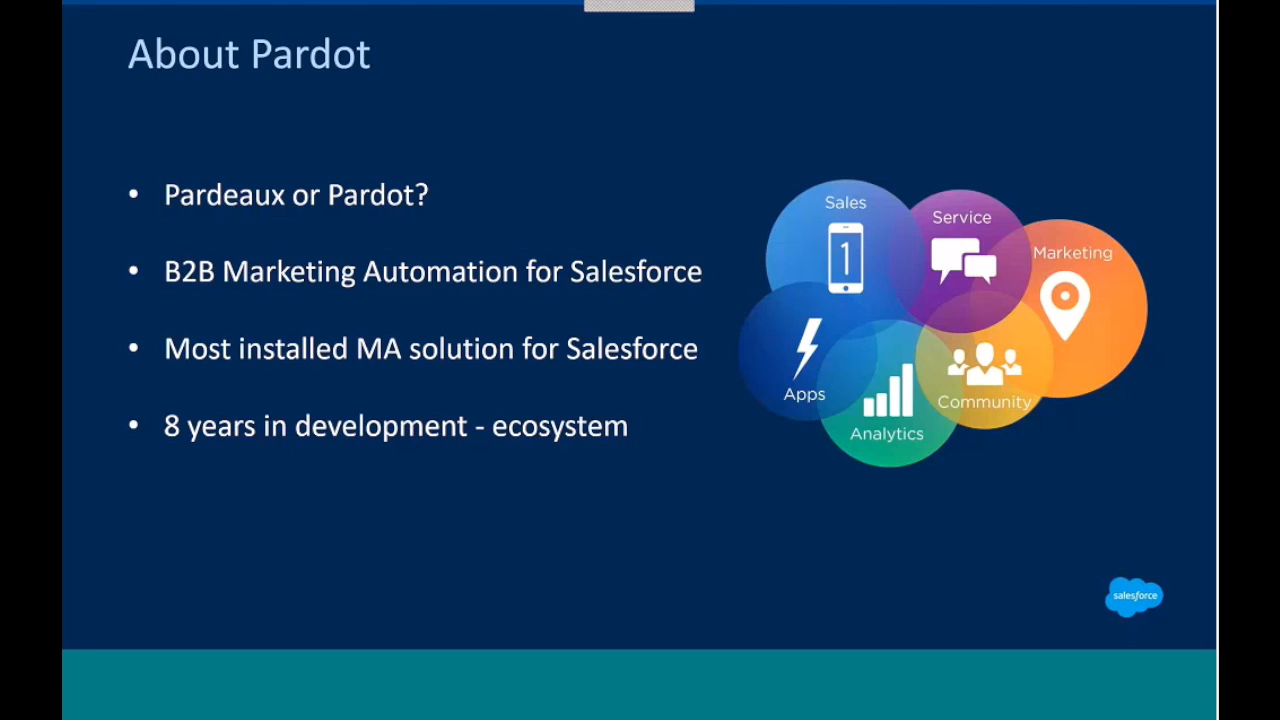 About Pardot
• Pardeaux or Pardot?
• B2B Marketing Automation for Salesforce
• Most installed MA solution for Salesforce
• 8 years in development - ecosystem
Sales
1
Service
Marketing
Apps
Community
Analytics
salesforce